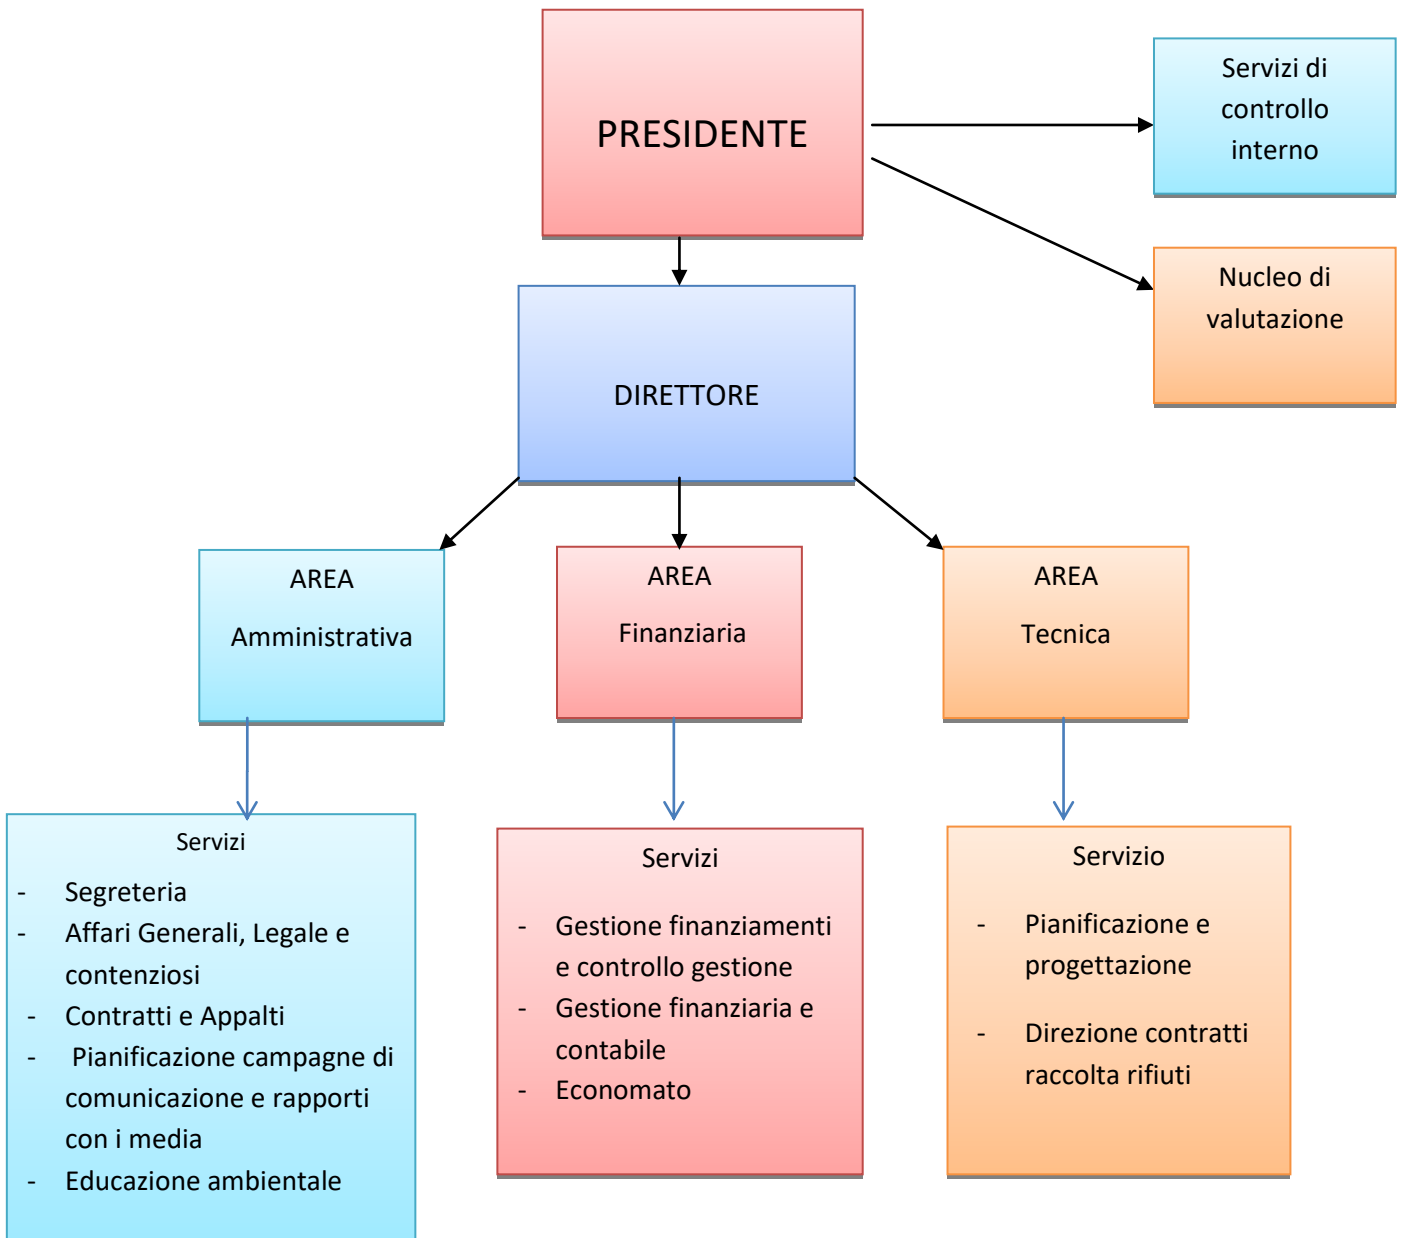 PRESIDENTE
Servizi di
controllo
interno
Nucleo di
valutazione
DIRETTORE
AREA
Amministrativa
AREA
Finanziaria
AREA
Tecnica
Servizi
- Segreteria
- Affari Generali, Legale e
contenziosi
- Contratti e Appalti
- Pianificazione campagne di
comunicazione e rapporti
con i media
- Educazione ambientale
Servizi
- Gestione finanziamenti
e controllo gestione
- Gestione finanziaria e
contabile
- Economato
Servizio
- Pianificazione e
progettazione
- Direzione contratti
raccolta rifiuti